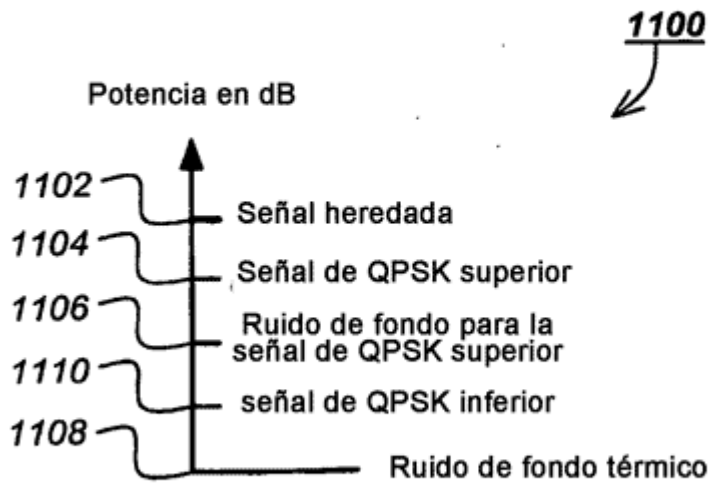 1100
Potencia en dB
1102
Señal heredada
1104
Señal de QPSK superior
1106
Ruido de fondo para la
señal de QPSK superior
1110
señal de QPSK inferior
1108
Ruido de fondo térmico